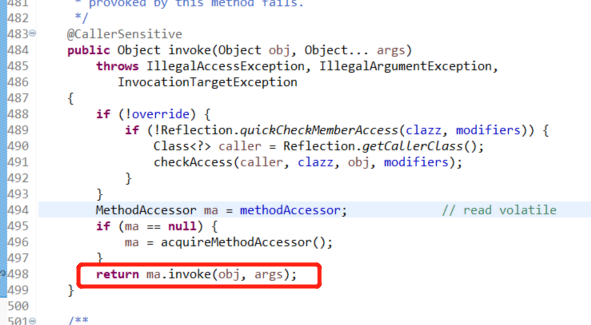 481 * provoked by this method fails.
482 */
483 @CallerSensitive
484 public Object invoke(Object obj, Object... args)
485 throws IllegalAccessException, IllegalArgumentException,
486 InvocationTargetException
487 {
488 if (!override) {
489 if (!Reflection.quickCheckMemberAccess(clazz, modifiers)) {
490 Class<?> caller = Reflection.getCallerClass();
491 checkAccess(caller, clazz, obj, modifiers);
492 }
493 }
494 MethodAccessor ma = methodAccessor; // read volatile
495 if (ma == null) {
496 ma = acquireMethodAccessor();
497 }
498 return ma.invoke(obj, args);
499 }
500
501 /**